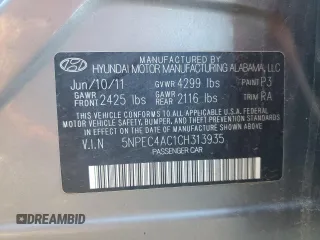 HYUNDAI MOTOR MANUFACTURING ALABAMA, LLC
Jun/10/11 GVWR 4299 lbs PAINT P3
GAWR FRONT 2425 lbs GAWR REAR 2116 lbs TRIM RA
THIS VEHICLE CONFORMS TO ALL APPLICABLE U.S. FEDERAL
MOTOR VEHICLE SAFETY, BUMPER, AND THEFT PREVENTION
STANDARDS IN EFFECT ON THE DATE OF MANUFACTURE SHOWN ABOVE.
V.I.N 5NPEC4AC1CH313935
PASSENGER CAR
©DREAMBID